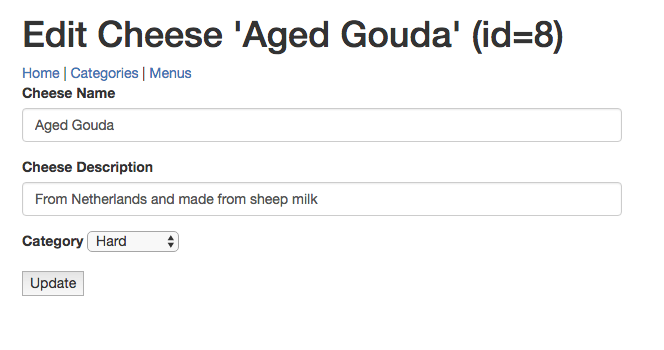 Edit Cheese 'Aged Gouda' (id=8)
Home | Categories | Menus
Cheese Name
Aged Gouda
Cheese Description
From Netherlands and made from sheep milk
Category Hard
Update